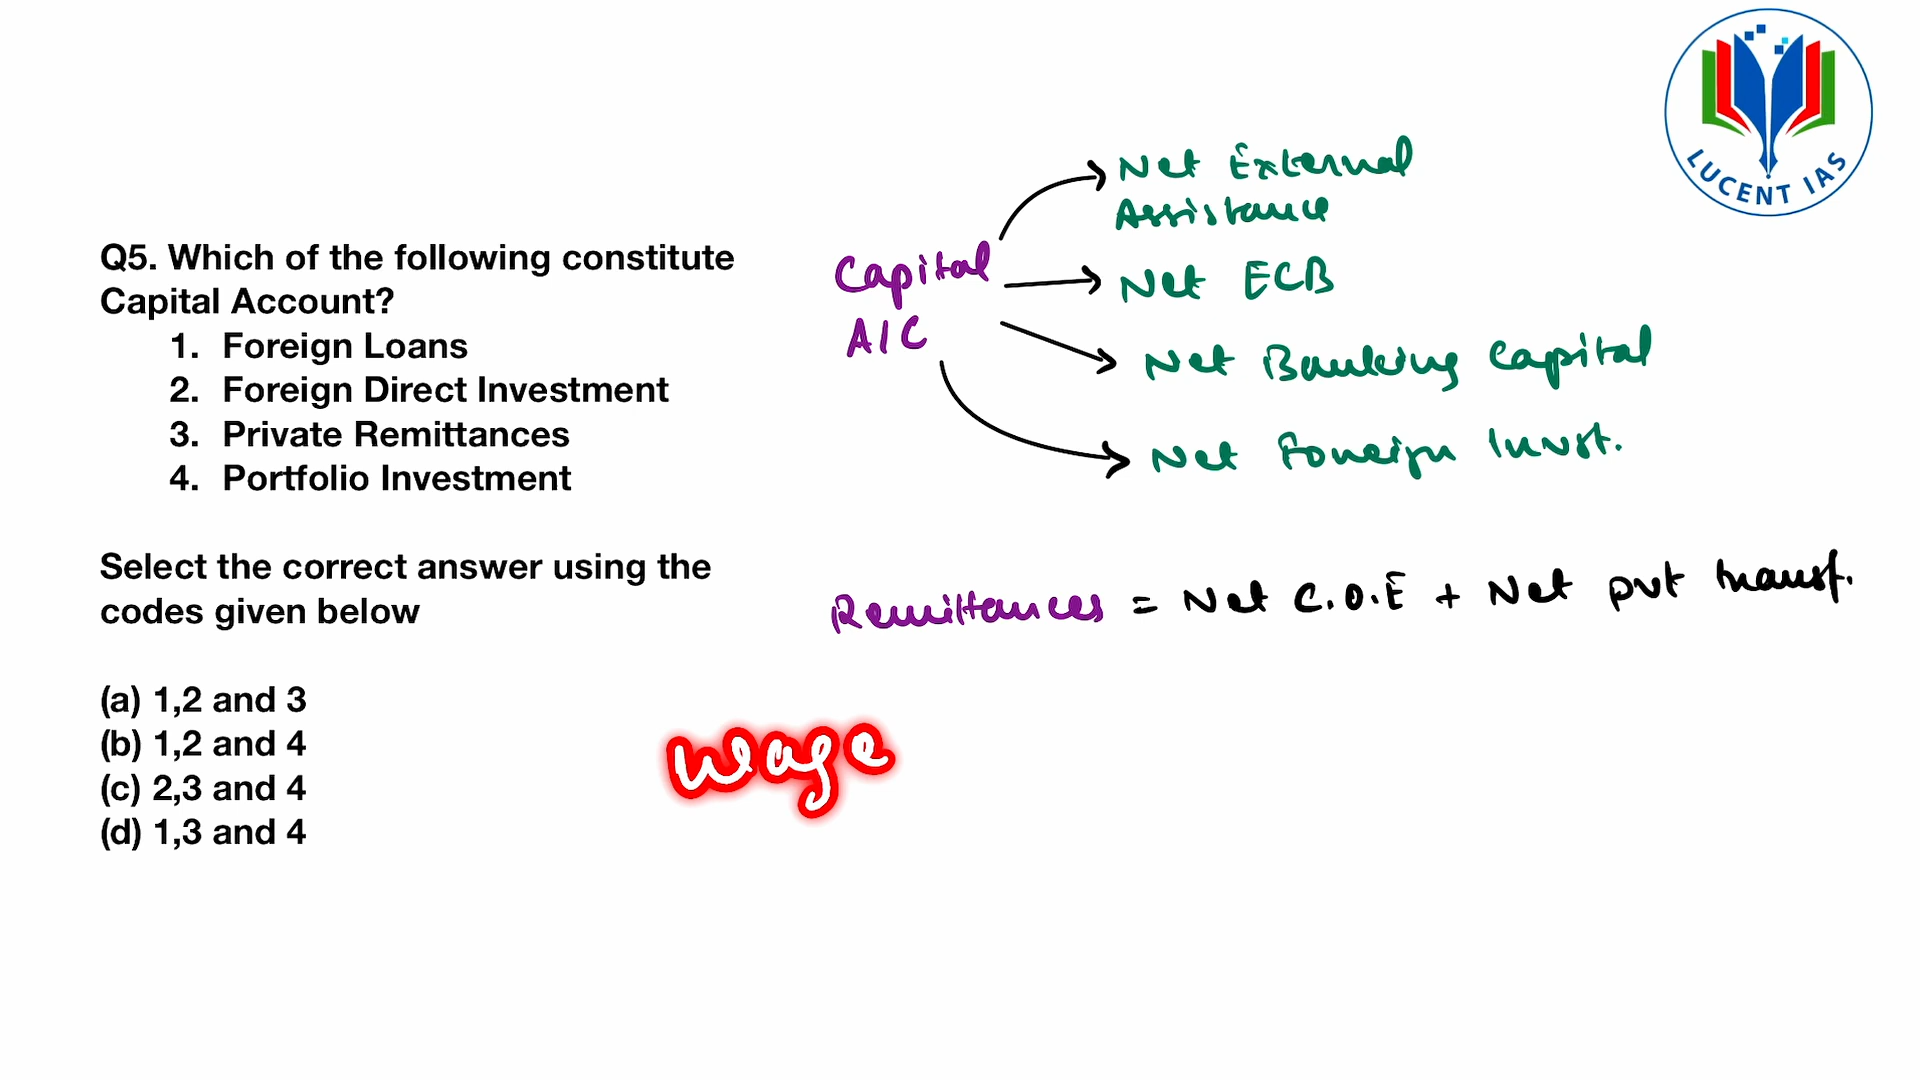 LUCENT IAS
Q5. Which of the following constitute
Capital Account?
1. Foreign Loans
2. Foreign Direct Investment
3. Private Remittances
4. Portfolio Investment
Select the correct answer using the
codes given below
(a) 1,2 and 3
(b) 1,2 and 4
(c) 2,3 and 4
(d) 1,3 and 4
Capital
A/C
Net External
Assistance
Net ECB
Net Banking Capital
Net Foreign Invst.
Remittances = Net C.O.E + Net pvt transf.
Wage